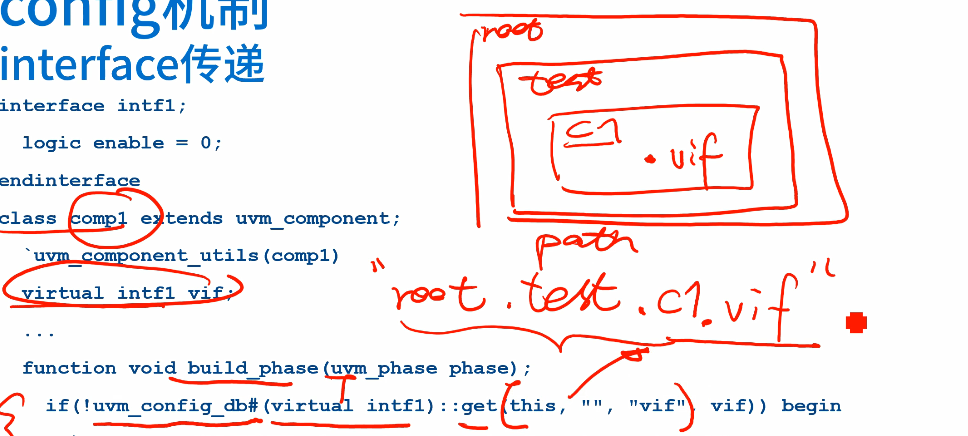 config机制
interface传递
interface intf1;
logic enable = 0;
endinterface
class comp1 extends uvm_component;
`uvm_component_utils(comp1)
virtual intf1 vif;
...
function void build_phase(uvm_phase phase);
if(!uvm_config_db#(virtual intf1)::get(this, "", "vif", vif)) begin
root
test
c1
. vif
path
"root.test.c1.vif"